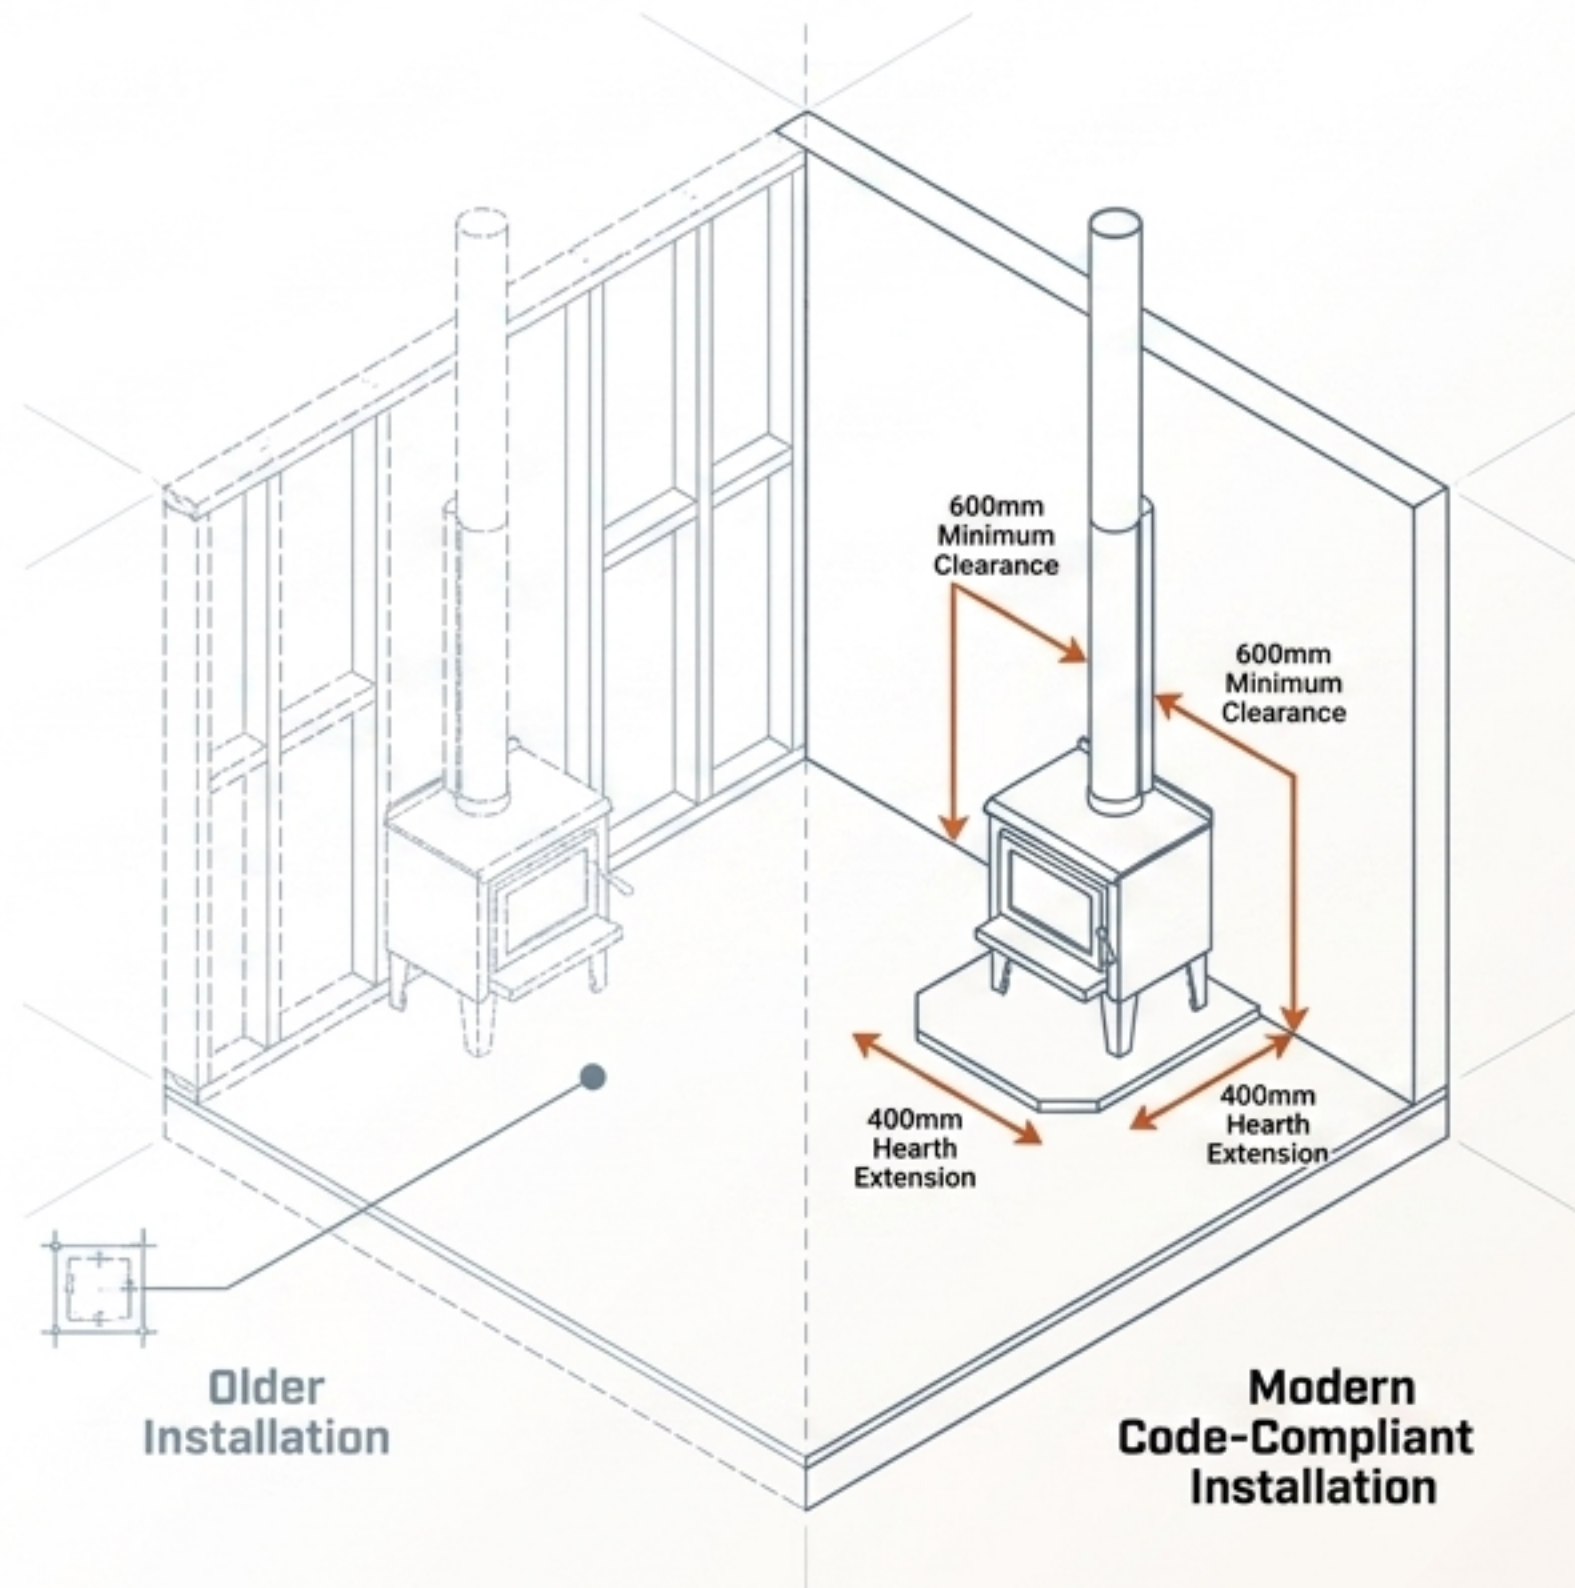 600mm
Minimum
Clearance
600mm
Minimum
Clearance
400mm
Hearth
Extension
400mm
Hearth
Extension
Older
Installation
Modern
Code-Compliant
Installation